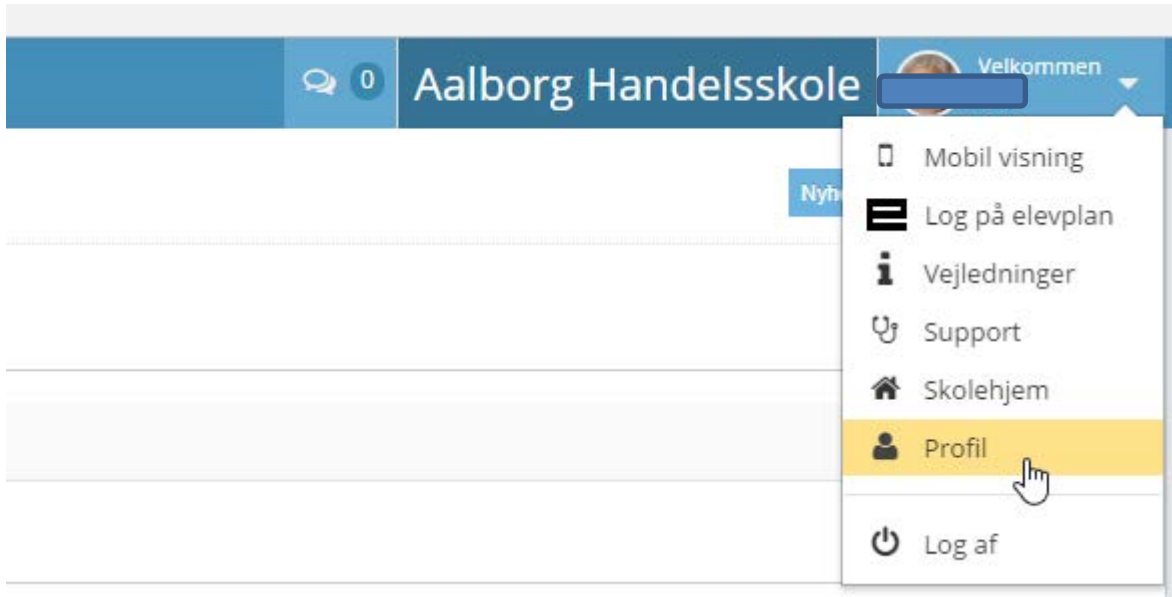 0
Aalborg Handelsskole
Velkommen
Mobil visning
Log på elevplan
Vejledninger
Support
Skolehjem
Profil
Log af